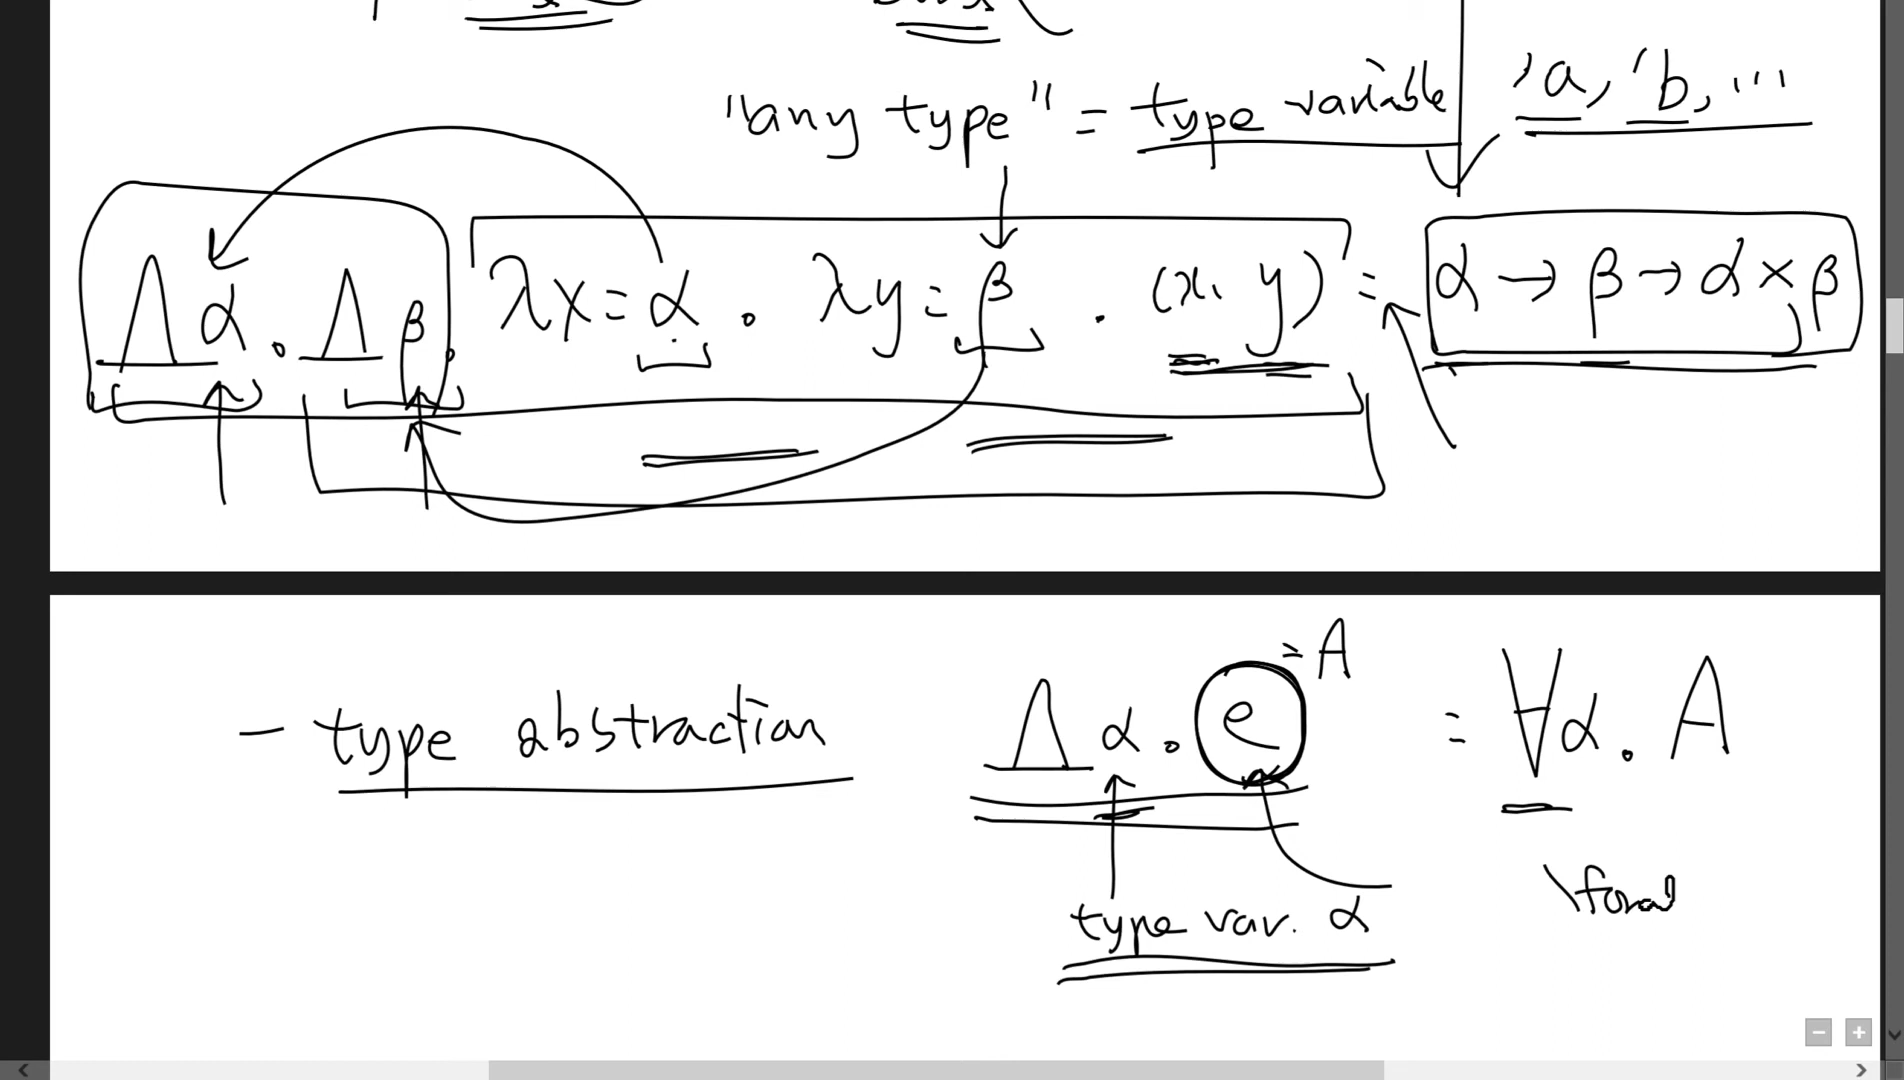 "any type" = type variable 'a, 'b, ...
Λα. Λβ. λx=α. λy=β. (x, y) = α → β → α × β
- type abstraction Λα. e = A = ∀α. A
type var. α \forall